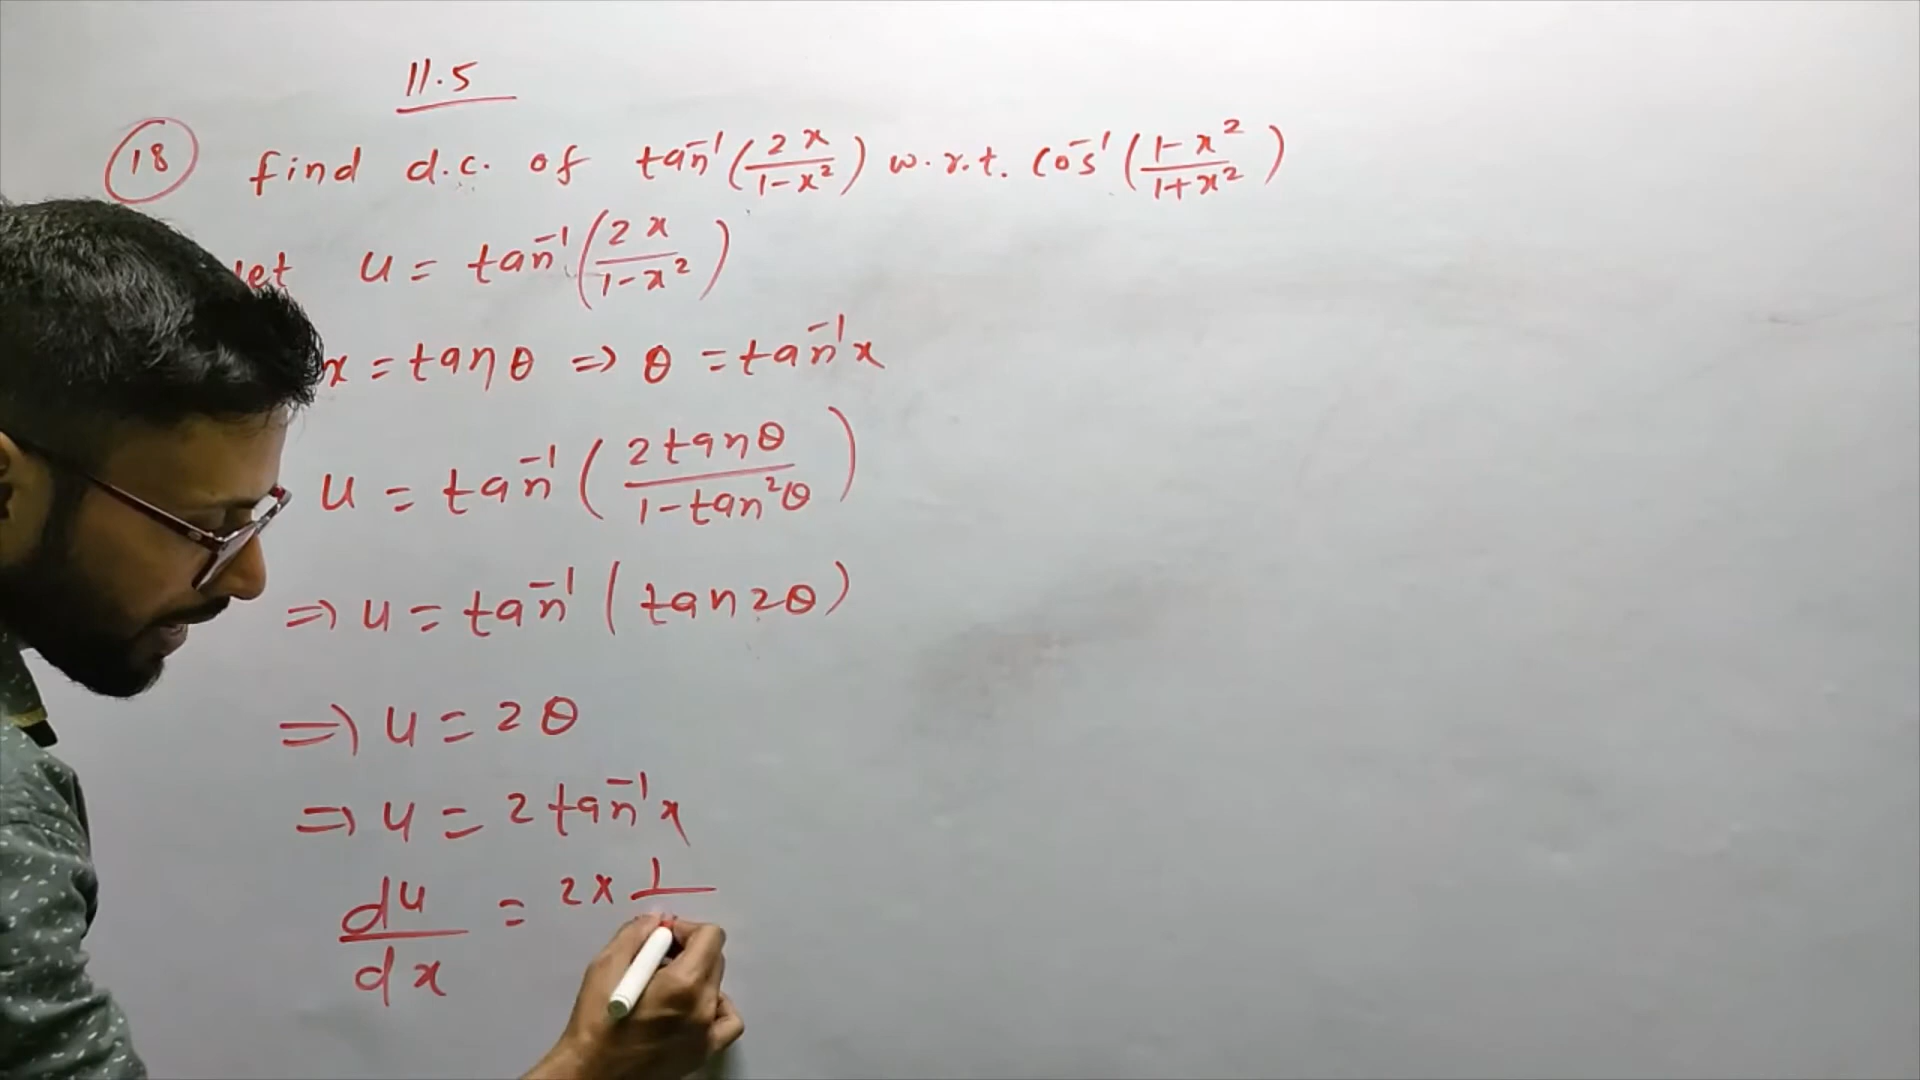 11.5
18 find d.c. of tan⁻¹(2x/1-x²) w.r.t. cos⁻¹(1-x²/1+x²)
let u = tan⁻¹(2x/1-x²)
x = tanθ => θ = tan⁻¹x
u = tan⁻¹(2tanθ/1-tan²θ)
=> u = tan⁻¹(tan2θ)
=> u = 2θ
=> u = 2tan⁻¹x
du/dx = 2×1/